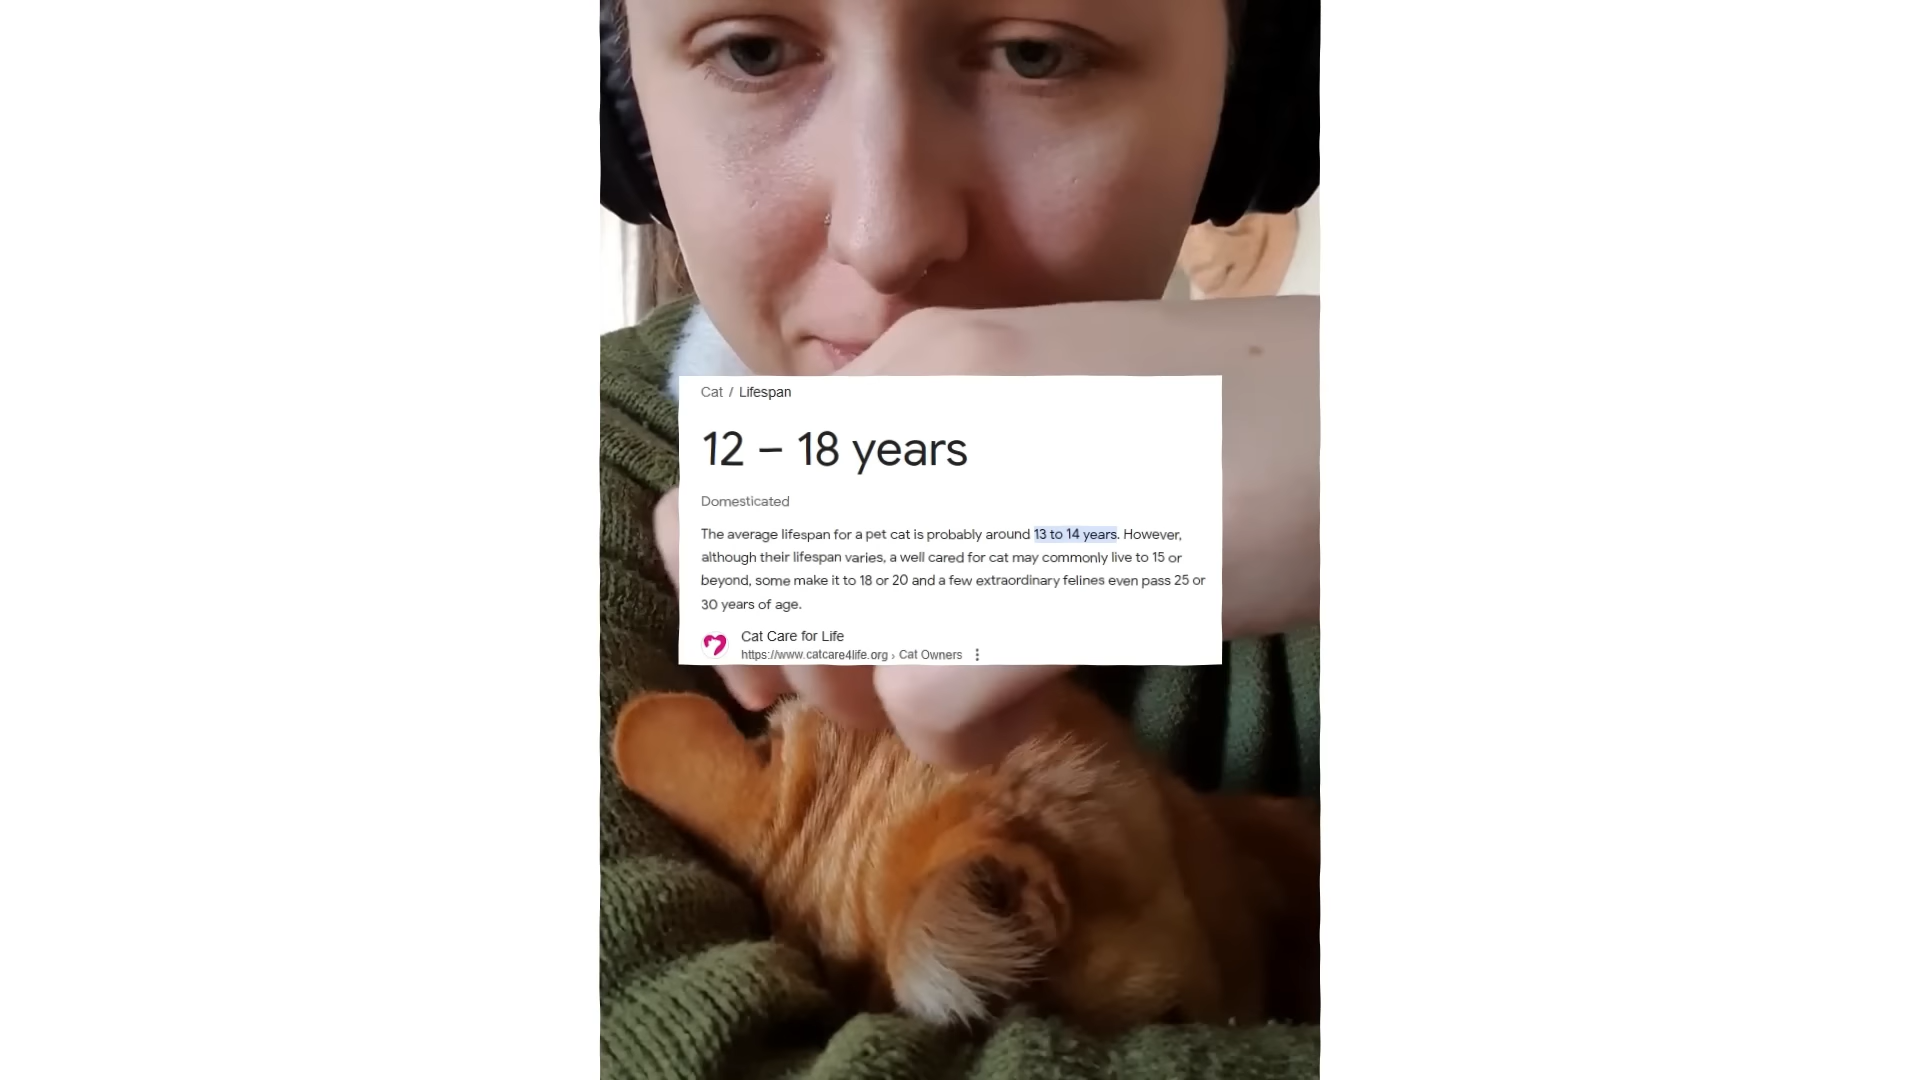 Cat / Lifespan
12 – 18 years
Domesticated
The average lifespan for a pet cat is probably around 13 to 14 years. However,
although their lifespan varies, a well cared for cat may commonly live to 15 or
beyond, some make it to 18 or 20 and a few extraordinary felines even pass 25 or
30 years of age.
Cat Care for Life
https://www.catcare4life.org › Cat Owners